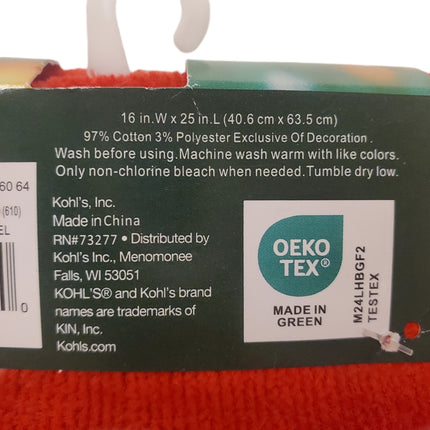 16 in.W x 25 in.L (40.6 cm x 63.5 cm)
97% Cotton 3% Polyester Exclusive Of Decoration .
Wash before using.Machine wash warm with like colors.
Only non-chlorine bleach when needed.Tumble dry low.
60 64
(610)
EL
0
Kohl's, Inc.
Made in China
RN#73277 • Distributed by
Kohl's Inc., Menomonee
Falls, WI 53051
KOHL'S® and Kohl's brand
names are trademarks of
KIN, Inc.
Kohls.com
OEKO
TEX®
MADE IN
GREEN
M24LHBGF2
TESTEX